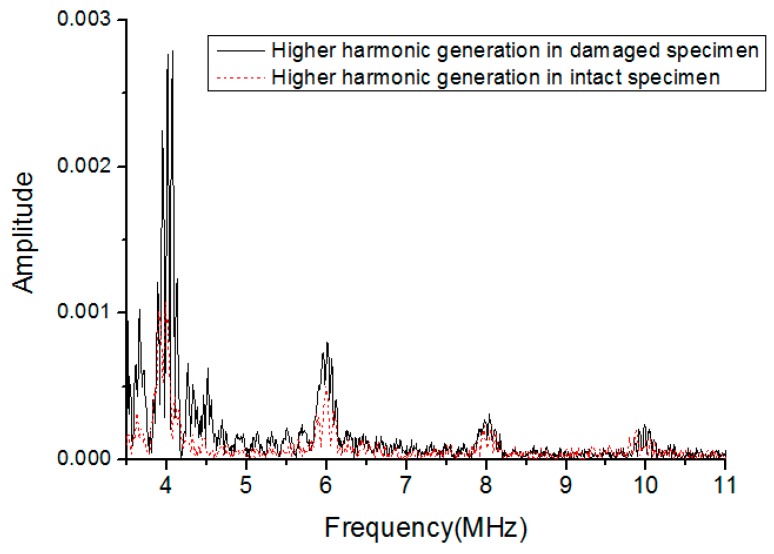 0.003
Higher harmonic generation in damaged specimen
Higher harmonic generation in intact specimen
0.002
Amplitude
0.001
0.000
4 5 6 7 8 9 10 11
Frequency(MHz)